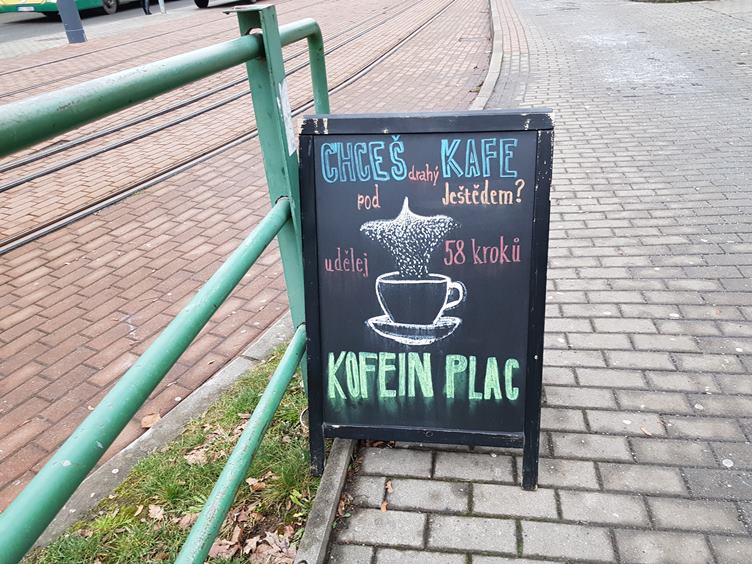 CHCEŠ drahý KAFE
pod Ještědem?
udělej 58 kroků
KOFEIN PLAC